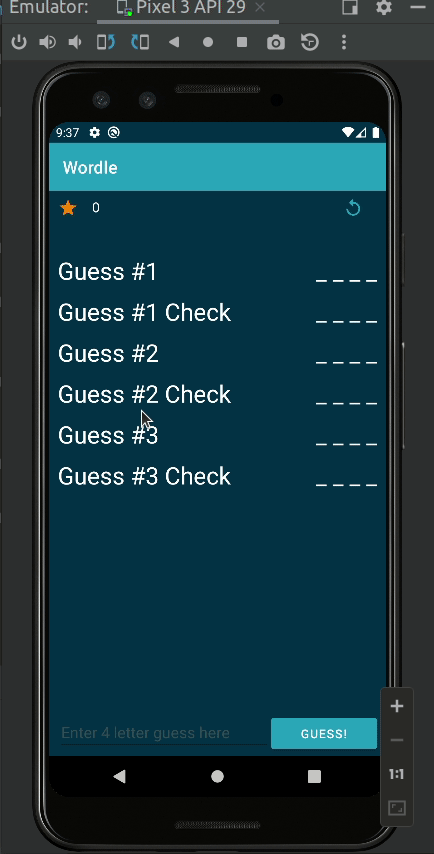 Emulator: Pixel 3 API 29
9:37
Wordle
0
Guess #1 _ _ _ _
Guess #1 Check _ _ _ _
Guess #2 _ _ _ _
Guess #2 Check _ _ _ _
Guess #3 _ _ _ _
Guess #3 Check _ _ _ _
Enter 4 letter guess here GUESS!
1:1